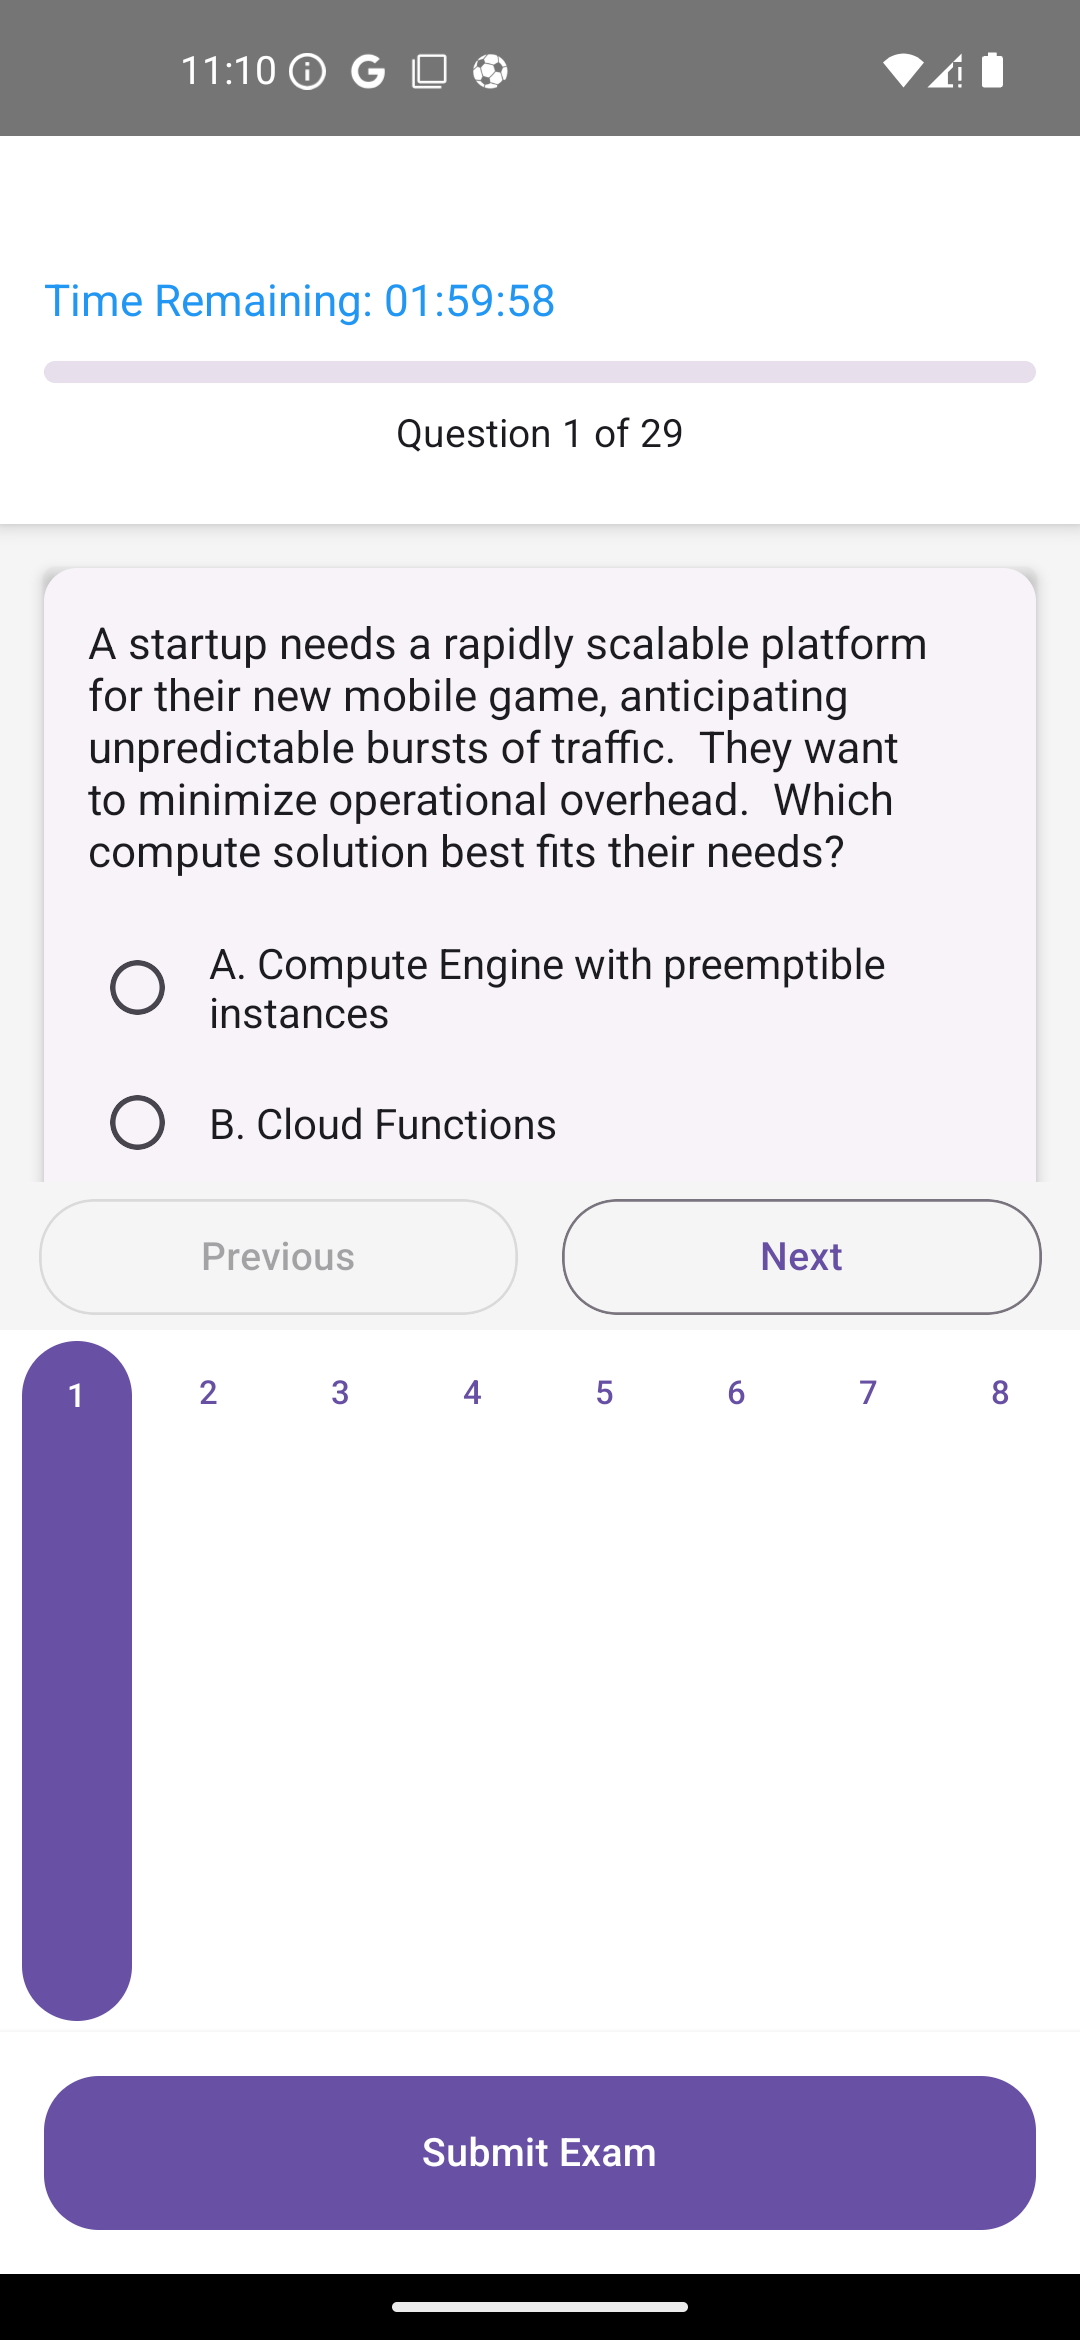 11:10
Time Remaining: 01:59:58
Question 1 of 29
A startup needs a rapidly scalable platform
for their new mobile game, anticipating
unpredictable bursts of traffic.  They want
to minimize operational overhead.  Which
compute solution best fits their needs?
A. Compute Engine with preemptible
instances
B. Cloud Functions
Previous Next
1 2 3 4 5 6 7 8
Submit Exam